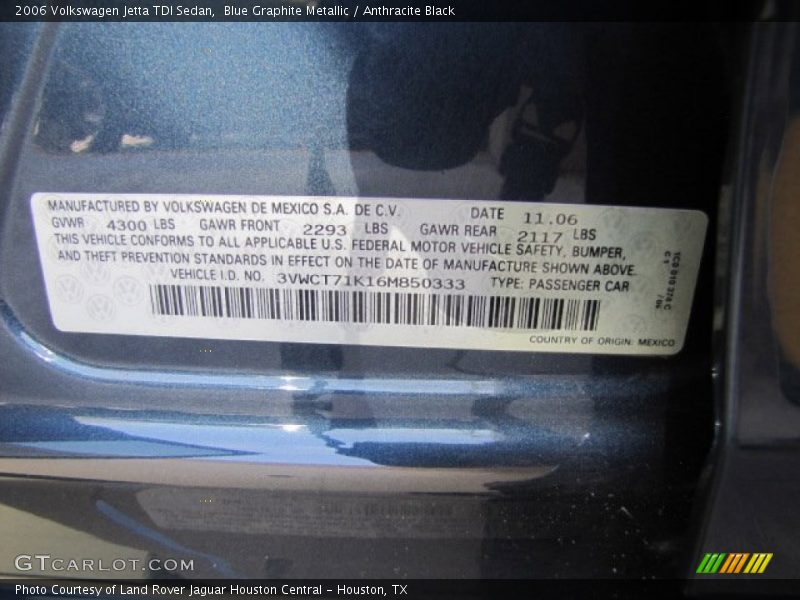 2006 Volkswagen Jetta TDI Sedan,  Blue Graphite Metallic / Anthracite Black
MANUFACTURED BY VOLKSWAGEN DE MEXICO S.A. DE C.V. DATE 11.06
GVWR 4300 LBS GAWR FRONT 2293 LBS GAWR REAR 2117 LBS
THIS VEHICLE CONFORMS TO ALL APPLICABLE U.S. FEDERAL MOTOR VEHICLE SAFETY, BUMPER,
AND THEFT PREVENTION STANDARDS IN EFFECT ON THE DATE OF MANUFACTURE SHOWN ABOVE.
VEHICLE I.D. NO. 3VWCT71K16M850333 TYPE: PASSENGER CAR
COUNTRY OF ORIGIN: MEXICO
GTCARLOT.COM
Photo Courtesy of Land Rover Jaguar Houston Central - Houston, TX